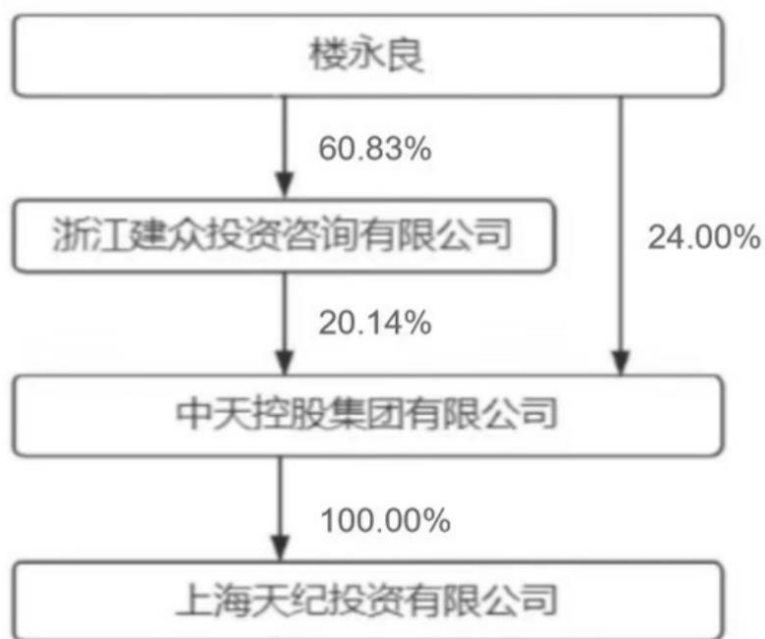 楼永良
60.83%
浙江建众投资咨询有限公司
24.00%
20.14%
中天控股集团有限公司
100.00%
上海天纪投资有限公司